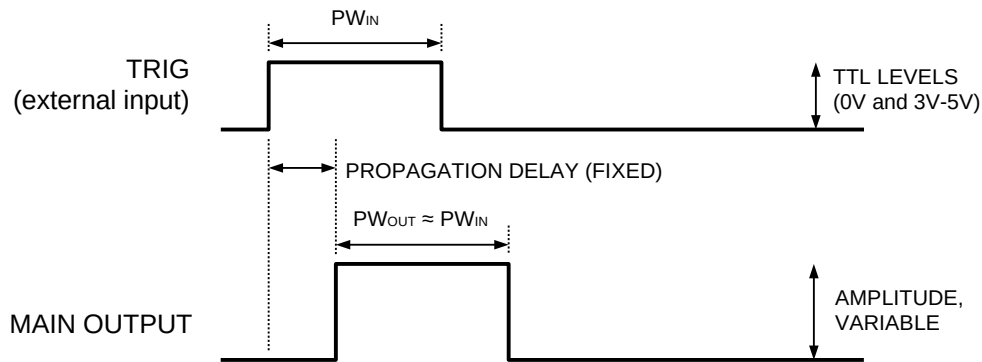 PWIN
TRIG
(external input)
TTL LEVELS
(0V and 3V-5V)
PROPAGATION DELAY (FIXED)
PWOUT ≈ PWIN
MAIN OUTPUT
AMPLITUDE,
VARIABLE